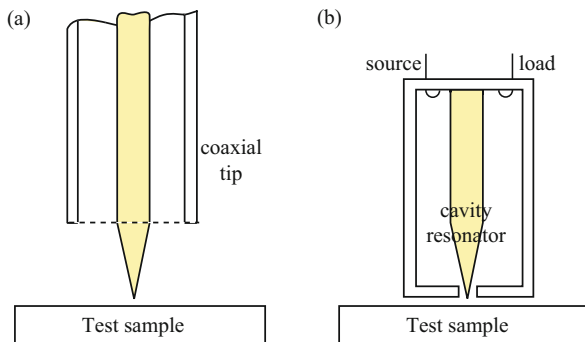 (a)
coaxial
tip
Test sample
(b)
source
load
cavity
resonator
Test sample